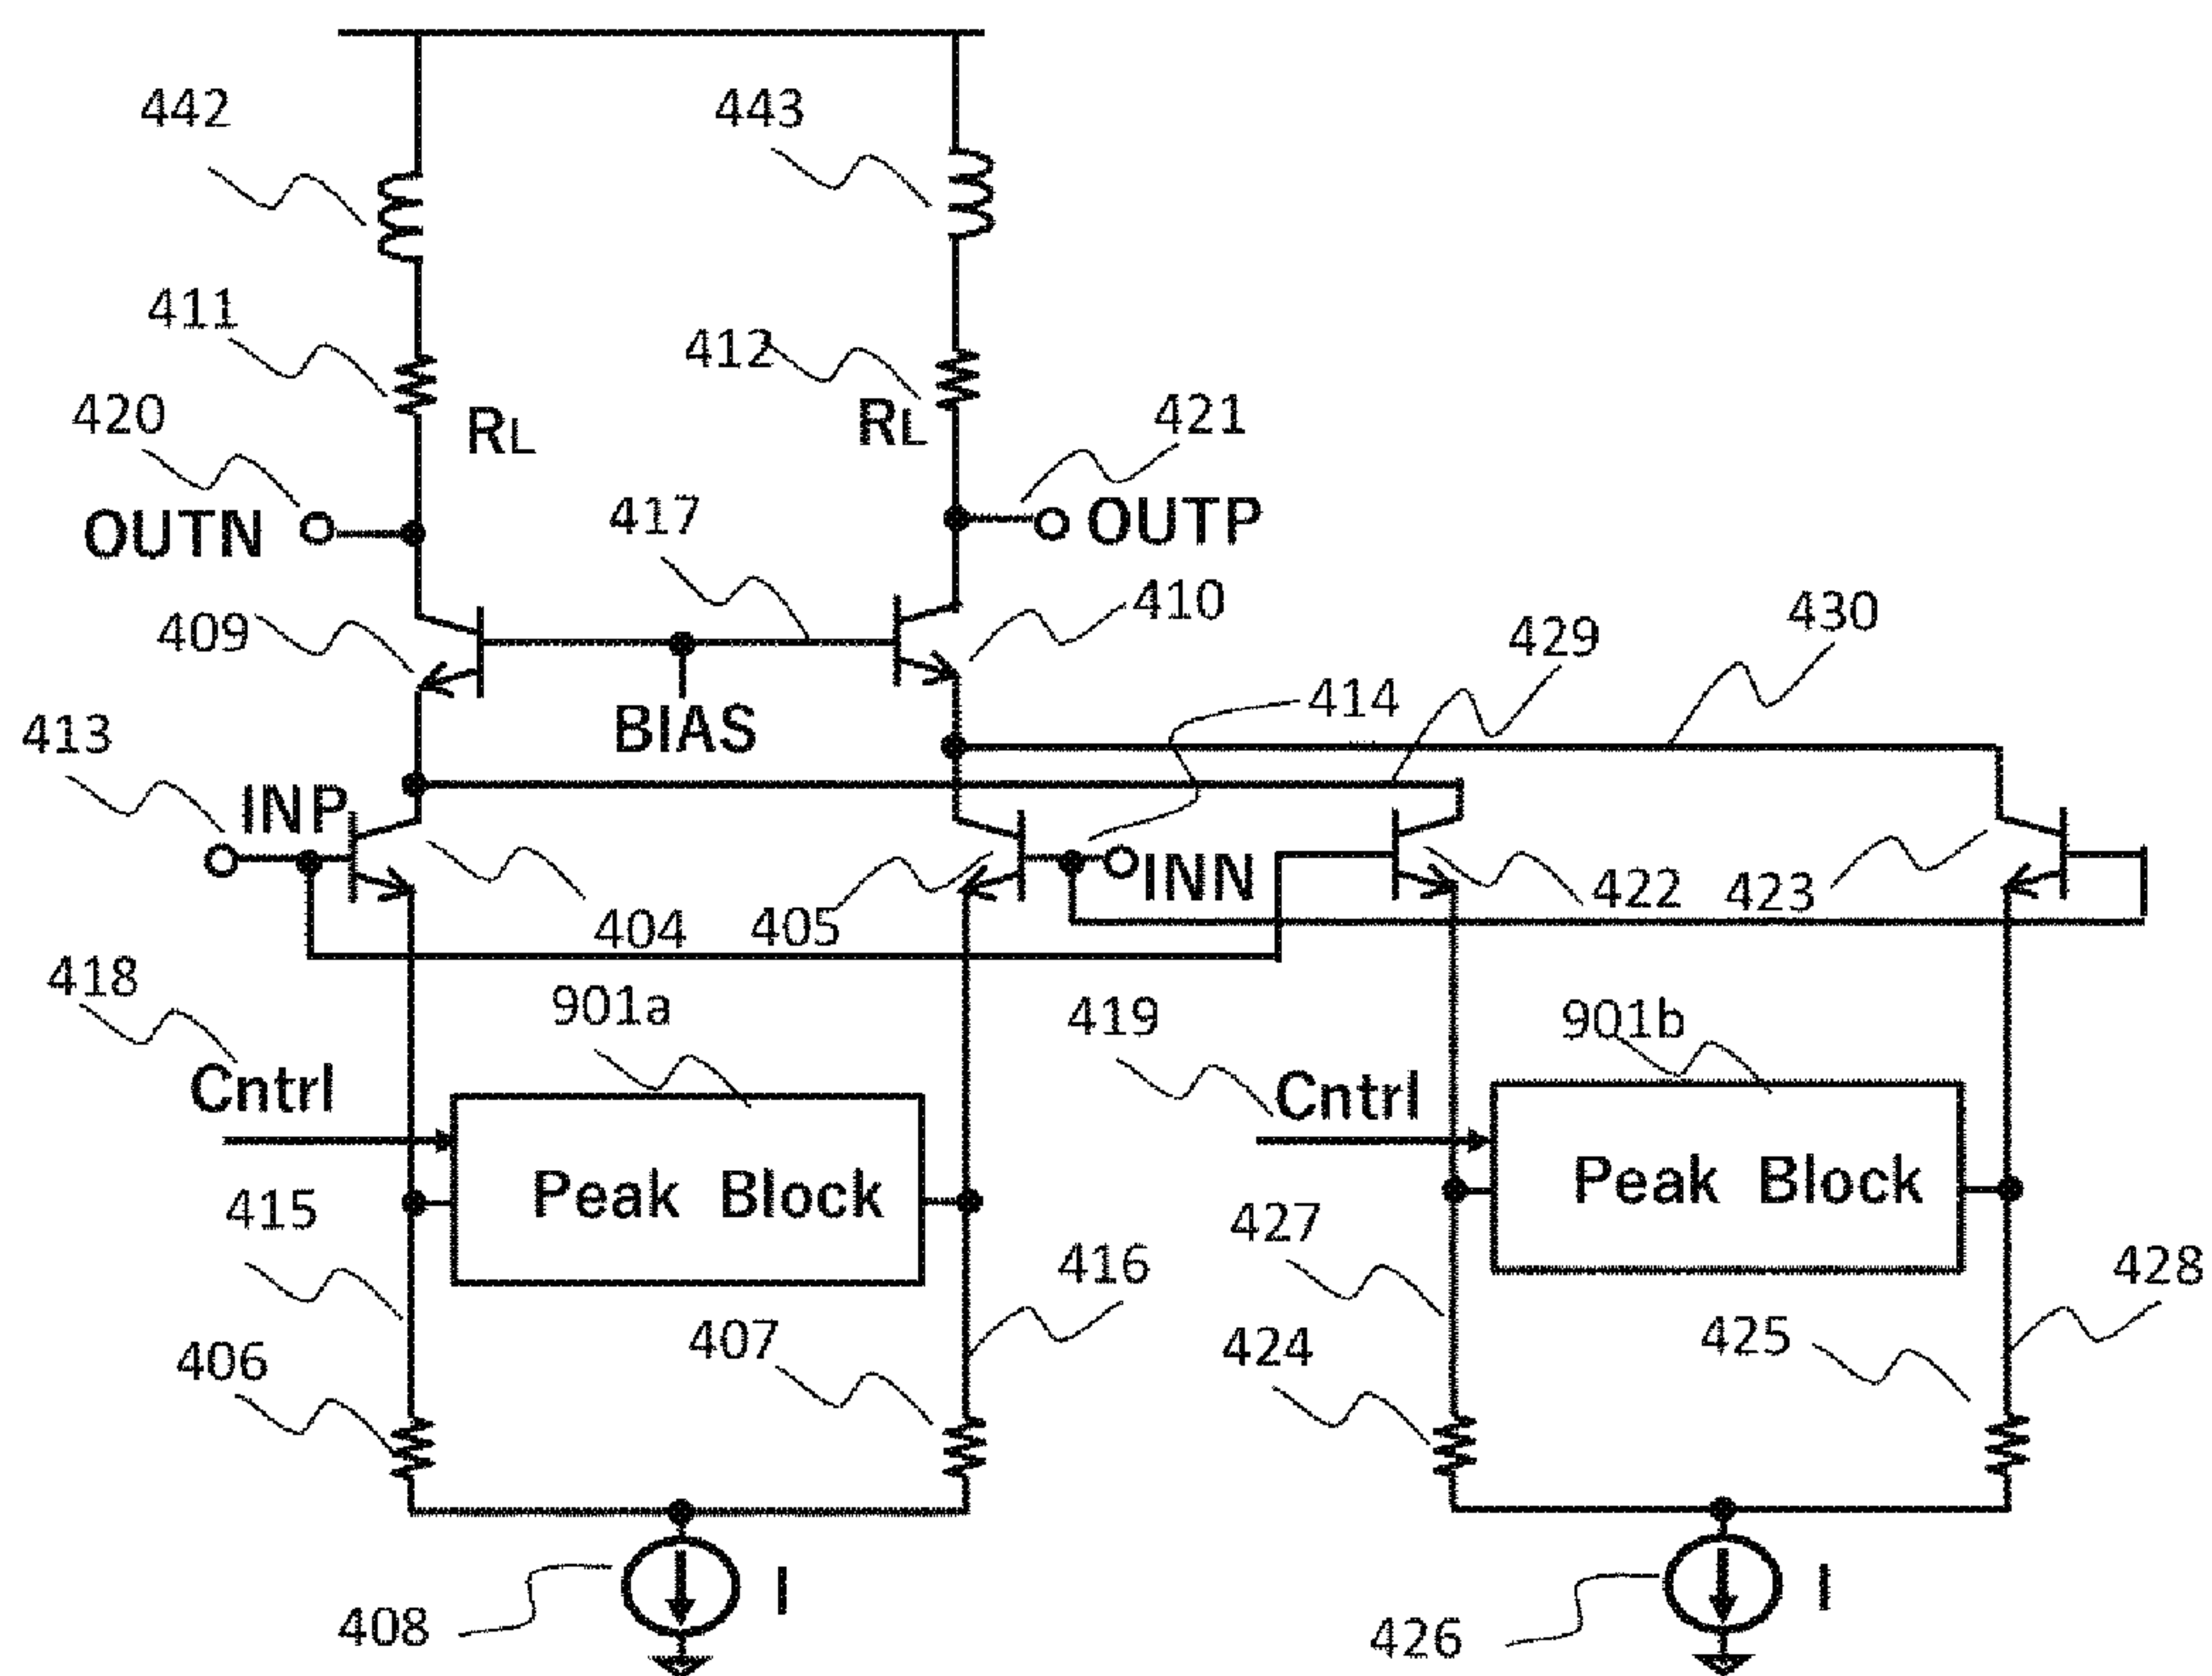 442
443
411
412
RL
RL
420
421
OUTN
OUTP
417
409
410
429
430
BIAS
414
413
INP
INN
404
405
422
423
418
Cntrl
901a
419
Cntrl
901b
Peak Block
Peak Block
415
416
427
428
406
407
424
425
408
I
426
I